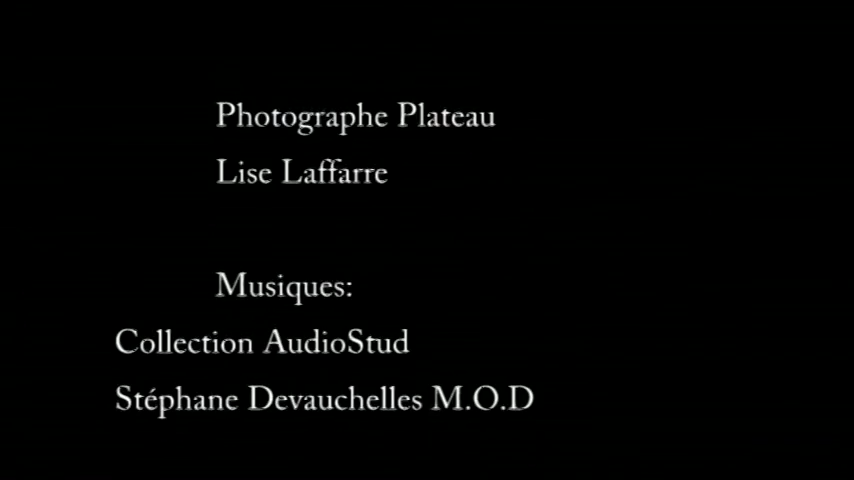 Photographe Plateau
Lise Laffarre
Musiques:
Collection AudioStud
Stéphane Devauchelles M.O.D